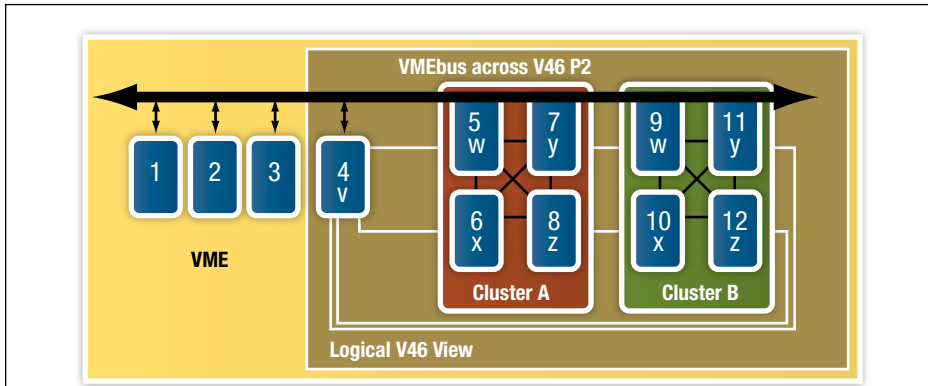 VMEbus across V46 P2
5 7 9 11
w y w y
1 2 3 4
v
6 8 10 12
x z x z
VME
Cluster A Cluster B
Logical V46 View